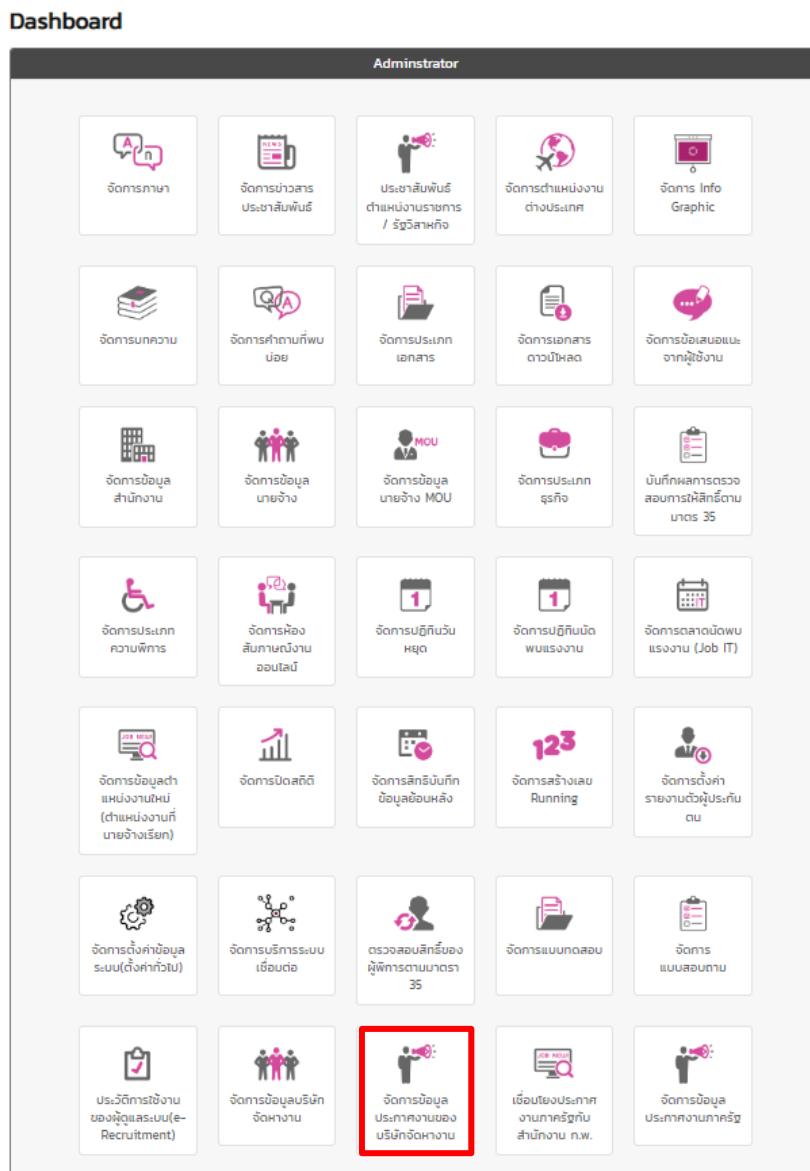 Dashboard
Adminstrator
A
ก
จัดการภาษา
NEWS
จัดการข่าวสาร
ประชาสัมพันธ์
ประชาสัมพันธ์
ตำแหน่งานราชการ
/ รัฐวิสาหกิจ
จัดการตำแหน่งงาน
ต่างประเทศ
จัดการ Info
Graphic
จัดการบทความ
Q
A
จัดการคำถามที่พบ
บ่อย
จัดการประเภท
เอกสาร
จัดการเอกสาร
ดาวน์โหลด
จัดการข้อเสนอแนะ
จากผู้ใช้งาน
จัดการข้อมูล
สำนักงาน
จัดการข้อมูล
นายจ้าง
MOU
จัดการข้อมูล
นายจ้าง MOU
จัดการประเภท
ธุรกิจ
บันทึกผลการตรวจ
สอบการให้สิทธิ์ตาม
มาตร 35
จัดการประเภท
ความพิการ
จัดการห้อง
สัมภาษณ์งาน
ออนไลน์
1
จัดการปฏิทินวัน
หยุด
1
จัดการปฏิทินนัด
พบแรงงาน
IT
จัดการตลาดนัดพบ
แรงงาน (Job IT)
JOB NEW!
จัดการข้อมูลตำ
แหน่งงานใหม่
(ตำแหน่งงานที่
นายจ้างเรียก)
จัดการปิดสถิติ
จัดการสิทธิบันทึก
ข้อมูลย้อนหลัง
123
จัดการสร้างเลข
Running
จัดการตั้งค่า
รายงานตัวผู้ประกัน
ตน
จัดการตั้งค่าข้อมูล
ระบบ(ตั้งค่าทั่วไป)
จัดการบริการระบบ
เชื่อมต่อ
ตรวจสอบสิทธิ์ของ
ผู้พิการตามมาตรา
35
จัดการแบบทดสอบ
จัดการ
แบบสอบถาม
ประวัติการใช้งาน
ของผู้ดูแลระบบ(e-
Recruitment)
จัดการข้อมูลบริษัท
จัดหางาน
จัดการข้อมูล
ประกาศงานของ
บริษัทจัดหางาน
JOB NEW!
เชื่อมโยงประกาศ
งานภาครัฐกับ
สำนักงาน ก.พ.
จัดการข้อมูล
ประกาศงานภาครัฐ